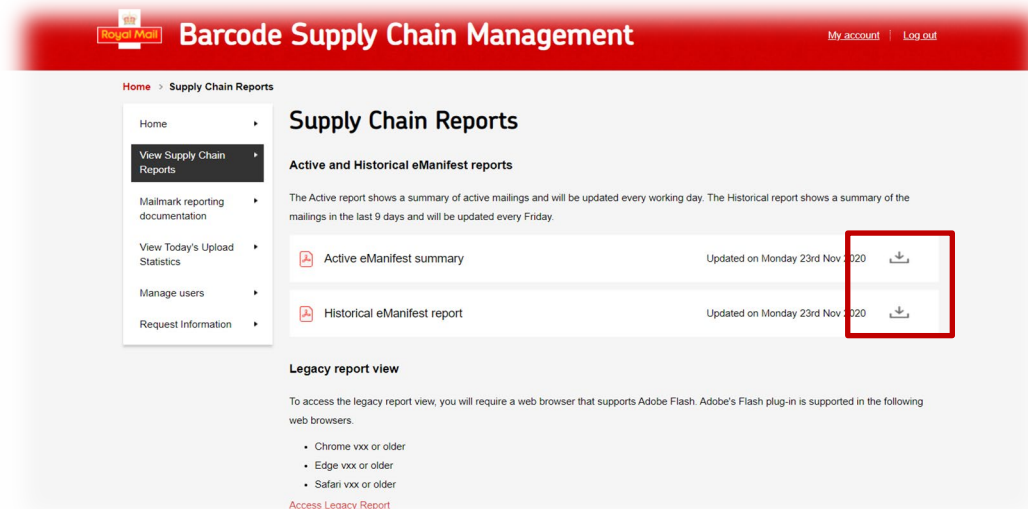 Royal Mail
Barcode Supply Chain Management
My account | Log out
Home > Supply Chain Reports
Home
View Supply Chain
Reports
Mailmark reporting
documentation
View Today's Upload
Statistics
Manage users
Request Information
Supply Chain Reports
Active and Historical eManifest reports
The Active report shows a summary of active mailings and will be updated every working day. The Historical report shows a summary of the
mailings in the last 9 days and will be updated every Friday.
Active eManifest summary Updated on Monday 23rd Nov 2020
Historical eManifest report Updated on Monday 23rd Nov 2020
Legacy report view
To access the legacy report view, you will require a web browser that supports Adobe Flash. Adobe's Flash plug-in is supported in the following
web browsers.
• Chrome vxx or older
• Edge vxx or older
• Safari vxx or older
Access Legacy Report